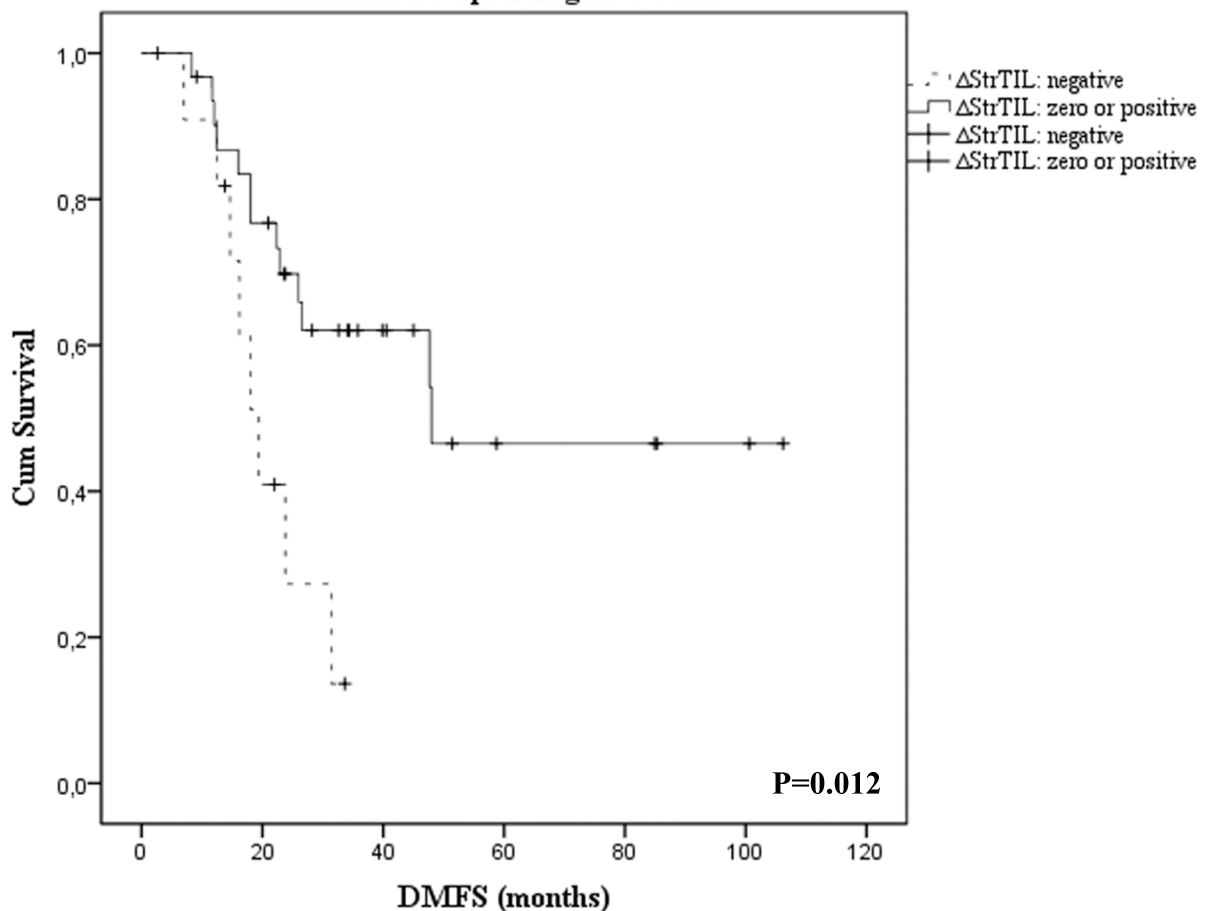 ΔStrTIL: negative
ΔStrTIL: zero or positive
ΔStrTIL: negative
ΔStrTIL: zero or positive
Cum Survival
1,0
0,8
0,6
0,4
0,2
0,0
P=0.012
0 20 40 60 80 100 120
DMFS (months)